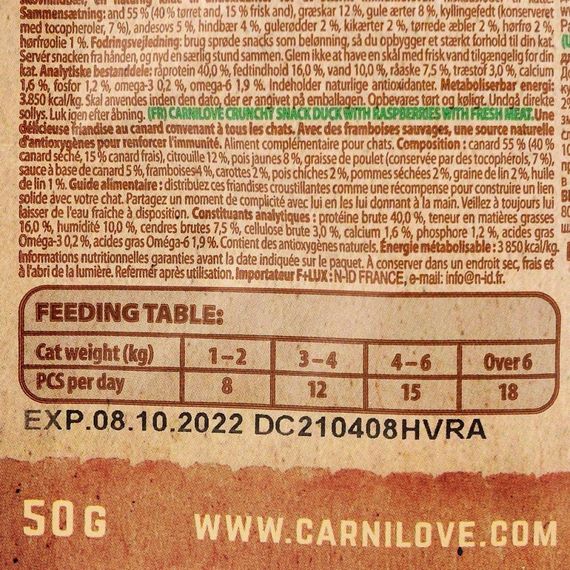 Sammensætning: and 55 % (40 % tørret and, 15 % frisk and), græskar 12 %, gule ærter 8 %, kyllingefedt (konserveret
med tocopheroler, 7 %), andesovs 5 %, hindbær 4 %, gulerødder 2 %, kikærter 2 %, tørrede æbler 2 %, hørfrø 2 %,
hørfrøolie 1 %. Fodringsvejledning: brug sprøde snacks som belønning, så du opbygger et stærkt forhold til din kat.
Servér snacken fra hånden, og nyd en særlig stund sammen. Glem ikke at have en skål med frisk vand tilgængelig for din
kat. Analytiske bestanddele: råprotein 40,0 %, fedtindhold 16,0 %, vand 10,0 %, råaske 7,5 %, træstof 3,0 %, calcium
1,6 %, fosfor 1,2 %, omega-3 0,2 %, omega-6 1,9 %. Indeholder naturlige antioxidanter. Metaboliserbar energi:
3.850 kcal/kg. Skal anvendes inden den dato, der er angivet på emballagen. Opbevares tørt og køligt. Undgå direkte
sollys. Luk igen efter åbning. (FR) CARNILOVE CRUNCHY SNACK DUCK WITH RASPBERRIES WITH FRESH MEAT. Une
délicieuse friandise au canard convenant à tous les chats. Avec des framboises sauvages, une source naturelle
d'antioxygènes pour renforcer l'immunité. Aliment complémentaire pour chats. Composition : canard 55 % (40 %
canard séché, 15 % canard frais), citrouille 12 %, pois jaunes 8 %, graisse de poulet (conservée par des tocophérols, 7 %),
sauce à base de canard 5 %, framboises 4 %, carottes 2 %, pois chiches 2 %, pommes séchées 2 %, graine de lin 2 %, huile
de lin 1 %. Guide alimentaire : distribuez ces friandises croustillantes comme une récompense pour construire un lien
solide avec votre chat. Partagez un moment de complicité avec lui en les lui donnant à la main. Veillez à toujours lui
laisser de l'eau fraîche à disposition. Constituants analytiques : protéine brute 40,0 %, teneur en matières grasses
16,0 %, humidité 10,0 %, cendres brutes 7,5 %, cellulose brute 3,0 %, calcium 1,6 %, phosphore 1,2 %, acides gras
Oméga-3 0,2 %, acides gras Oméga-6 1,9 %. Contient des antioxygènes naturels. Énergie métabolisable : 3 850 kcal/kg.
Informations nutritionnelles garanties avant la date indiquée sur le paquet. À conserver dans un endroit sec, frais et
à l'abri de la lumière. Refermer après utilisation. Importateur F+LUX: N-ID FRANCE, e-mail: info@n-id.fr.
FEEDING TABLE:
Cat weight (kg) 1–2 3–4 4–6 Over 6
PCS per day 8 12 15 18
EXP.08.10.2022 DC210408HVRA
50 G WWW.CARNILOVE.COM